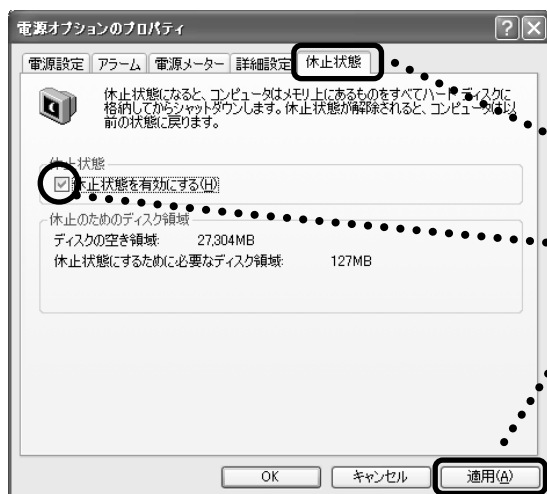 電源オプションのプロパティ
電源設定 アラーム 電源メーター 詳細設定 休止状態
休止状態になると、コンピュータはメモリ上にあるものをすべてハード ディスクに
格納してからシャットダウンします。休止状態が解除されると、コンピュータは以
前の状態に戻ります。
休止状態
休止状態を有効にする(H)
休止のためのディスク領域
ディスクの空き領域: 27,304MB
休止状態にするために必要なディスク領域: 127MB
OK キャンセル 適用(A)